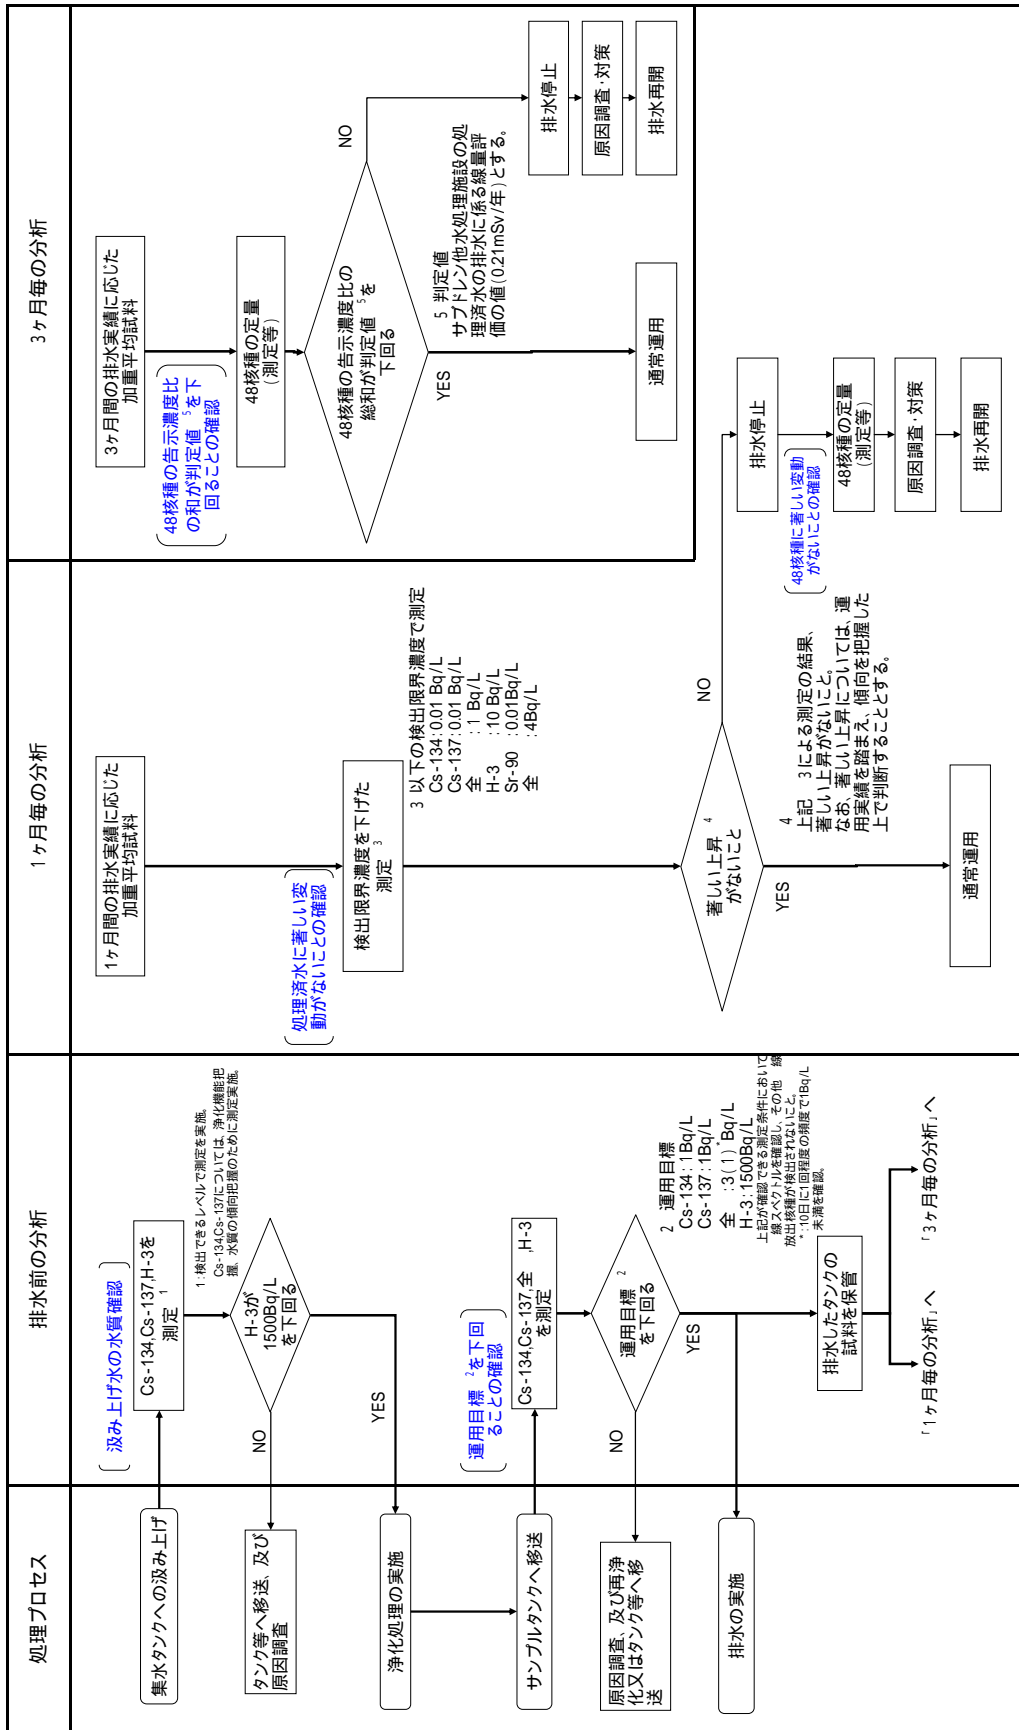 処理プロセス
集水タンクへの汲み上げ
タンク等へ移送、及び
原因調査
浄化処理の実施
サンプルタンクへ移送
原因調査、及び再浄
化又はタンク等へ移
送
排水の実施
排水前の分析
汲み上げ水の水質確認
Cs-134,Cs-137,H-3を
測定 1
1:検出できるレベルで測定を実施。
Cs-134,Cs-137については、浄化機能把
握、水質の傾向把握のために測定実施。
H-3が
1500Bq/L
を下回る
NO
YES
運用目標 2を下回
ることの確認
Cs-134,Cs-137,全 ,H-3
を測定
運用目標 2
を下回る
NO
YES
2 運用目標
Cs-134:1Bq/L
Cs-137:1Bq/L
全 :3(1)*Bq/L
H-3:1500Bq/L
上記が確認できる測定条件において 線
線スペクトルを確認し、その他
放出核種が検出されないこと。
*:10日に1回程度の頻度で1Bq/L
未満を確認。
排水したタンクの
試料を保管
「1ヶ月毎の分析」へ
「3ヶ月毎の分析」へ
1ヶ月毎の分析
1ヶ月間の排水実績に応じた
加重平均試料
処理済水に著しい変
動がないことの確認
検出限界濃度を下げた
測定 3
3 以下の検出限界濃度で測定
Cs-134:0.01 Bq/L
Cs-137:0.01 Bq/L
全 :1 Bq/L
H-3 :10 Bq/L
Sr-90 :0.01Bq/L
全 :4Bq/L
著しい上昇 4
がないこと
NO
YES
4
上記 3による測定の結果、
著しい上昇がないこと。
なお、著しい上昇については、運
用実績を踏まえ、傾向を把握した
上で判断することとする。
通常運用
排水停止
48核種に著しい変動
がないことの確認
48核種の定量
(測定等)
原因調査・対策
排水再開
3ヶ月毎の分析
3ヶ月間の排水実績に応じた
加重平均試料
48核種の告示濃度比
の和が判定値 5を下
回ることの確認
48核種の定量
(測定等)
48核種の告示濃度比の
総和が判定値 5を
下回る
NO
YES
5 判定値
サブドレン他水処理施設の処
理済水の排水に係る線量評
価の値(0.21mSv/年)とする。
通常運用
排水停止
原因調査・対策
排水再開